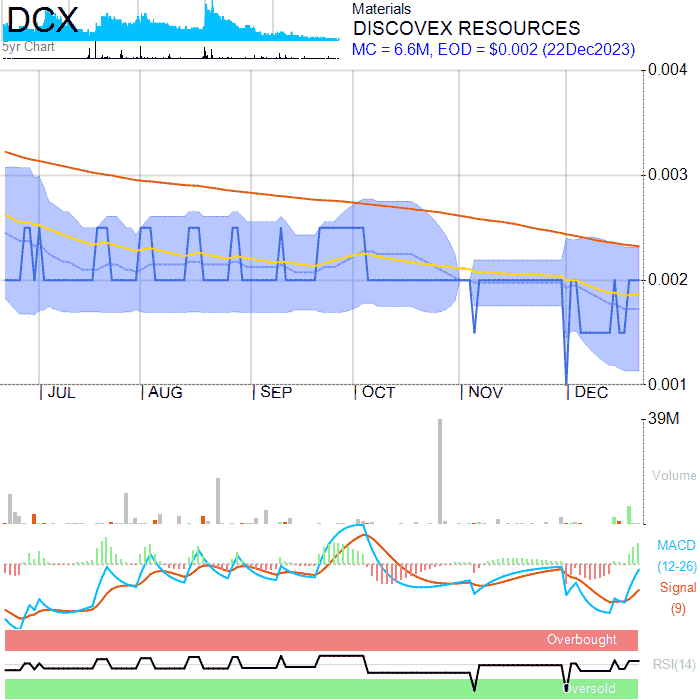 DCX
5yr Chart
Materials
DISCOVEX RESOURCES
MC = 6.6M, EOD = $0.002 (22Dec2023)
0.004
0.003
0.002
0.001
JUL AUG SEP OCT NOV DEC
39M
Volume
MACD
(12-26)
Signal
(9)
Overbought
RSI(14)
Oversold